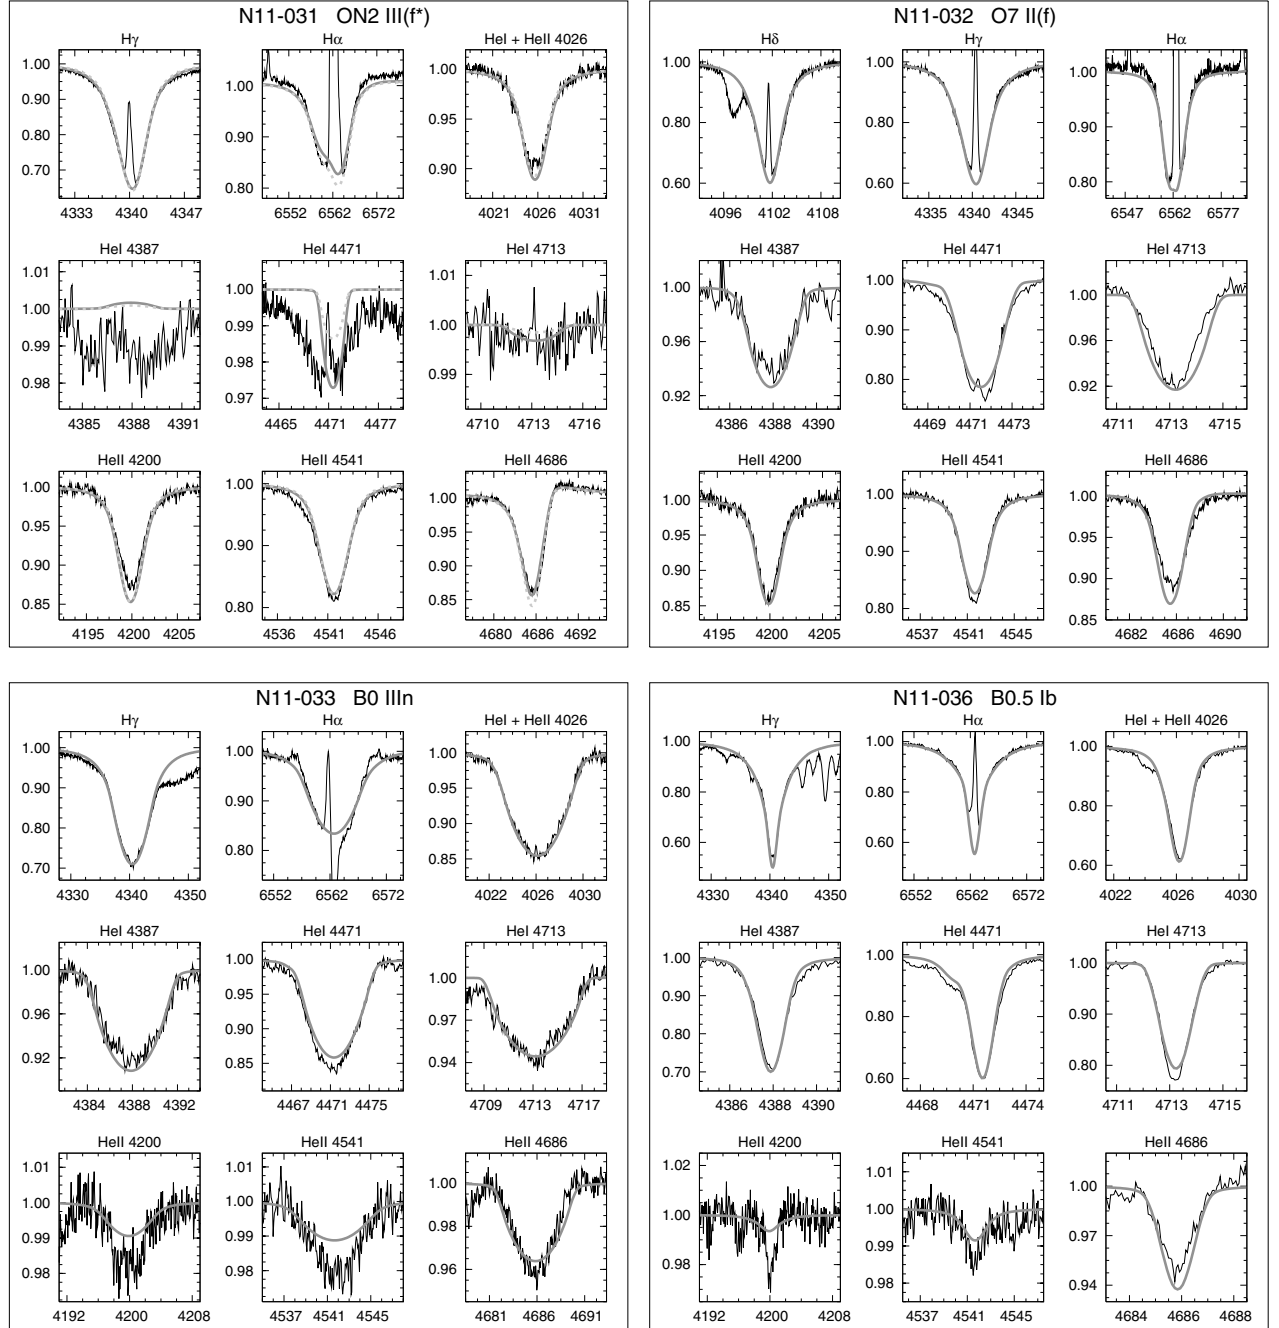 N11-031 ON2 III(f*)
Hγ Hα HeI + HeII 4026
1.00 0.90 0.80 0.70
1.00 0.90 0.80
1.00 0.95 0.90
4333 4340 4347 6552 6562 6572 4021 4026 4031
HeI 4387 HeI 4471 HeI 4713
1.01 1.00 0.99 0.98
1.00 0.99 0.98 0.97
1.01 1.00 0.99
4385 4388 4391 4465 4471 4477 4710 4713 4716
HeII 4200 HeII 4541 HeII 4686
1.00 0.95 0.90 0.85
1.00 0.90 0.80
1.00 0.95 0.90 0.85
4195 4200 4205 4536 4541 4546 4680 4686 4692
N11-032 O7 II(f)
Hδ Hγ Hα
1.00 0.80 0.60
1.00 0.90 0.80 0.70 0.60
1.00 0.90 0.80
4096 4102 4108 4335 4340 4345 6547 6562 6577
HeI 4387 HeI 4471 HeI 4713
1.00 0.96 0.92
1.00 0.90 0.80
1.00 0.96 0.92
4386 4388 4390 4469 4471 4473 4711 4713 4715
HeII 4200 HeII 4541 HeII 4686
1.00 0.95 0.90 0.85
1.00 0.90 0.80
1.00 0.95 0.90 0.85
4195 4200 4205 4537 4541 4545 4682 4686 4690
N11-033 B0 IIIn
Hγ Hα HeI + HeII 4026
1.00 0.90 0.80 0.70
1.00 0.90 0.80
1.00 0.95 0.90 0.85
4330 4340 4350 6552 6562 6572 4022 4026 4030
HeI 4387 HeI 4471 HeI 4713
1.00 0.96 0.92
1.00 0.95 0.90 0.85
1.00 0.97 0.94
4384 4388 4392 4467 4471 4475 4709 4713 4717
HeII 4200 HeII 4541 HeII 4686
1.01 1.00 0.99 0.98
1.01 1.00 0.99 0.98 0.97
1.00 0.98 0.96
4192 4200 4208 4537 4541 4545 4681 4686 4691
N11-036 B0.5 Ib
Hγ Hα HeI + HeII 4026
1.00 0.80 0.60
1.00 0.80 0.60
1.00 0.80 0.60
4330 4340 4350 6552 6562 6572 4022 4026 4030
HeI 4387 HeI 4471 HeI 4713
1.00 0.90 0.80 0.70
1.00 0.80 0.60
1.00 0.90 0.80
4386 4388 4390 4468 4471 4474 4711 4713 4715
HeII 4200 HeII 4541 HeII 4686
1.02 1.00 0.98
1.01 1.00 0.99 0.98
1.00 0.97 0.94
4192 4200 4208 4537 4541 4545 4684 4686 4688